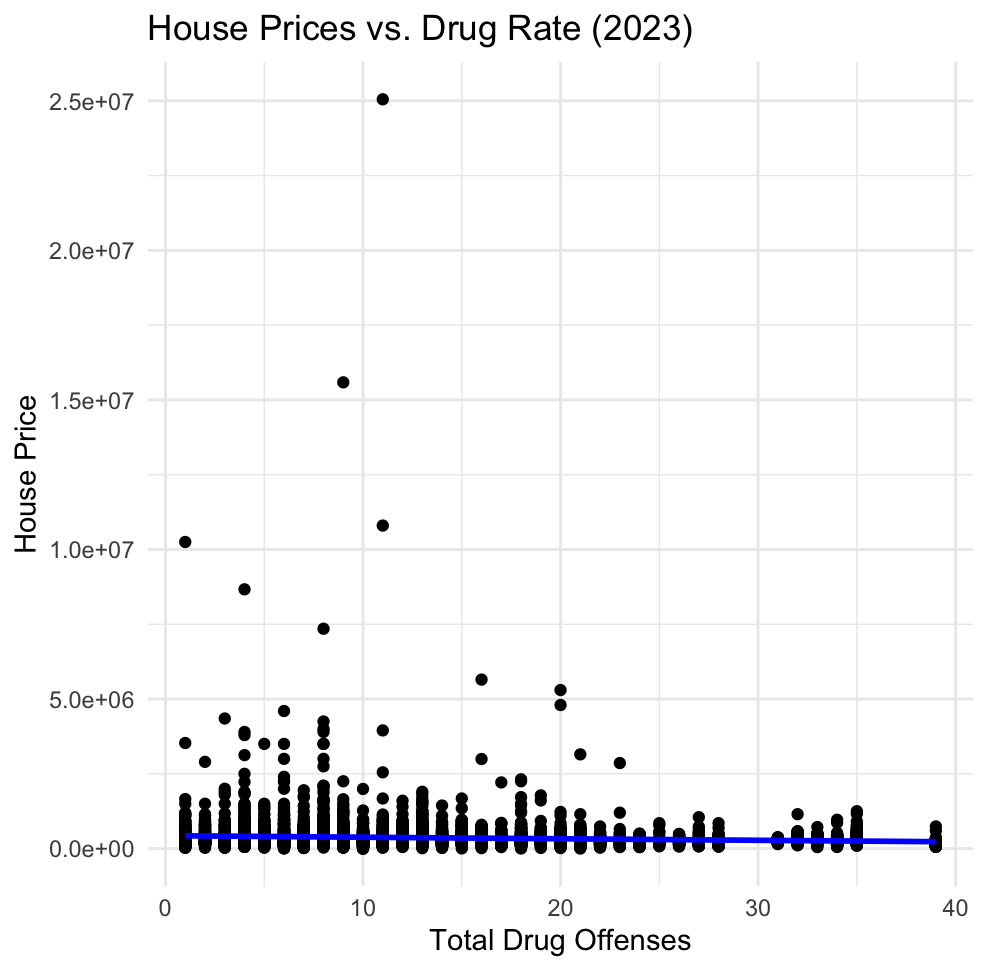 House Prices vs. Drug Rate (2023)
2.5e+07
2.0e+07
1.5e+07
1.0e+07
5.0e+06
0.0e+00
House Price
0 10 20 30 40
Total Drug Offenses